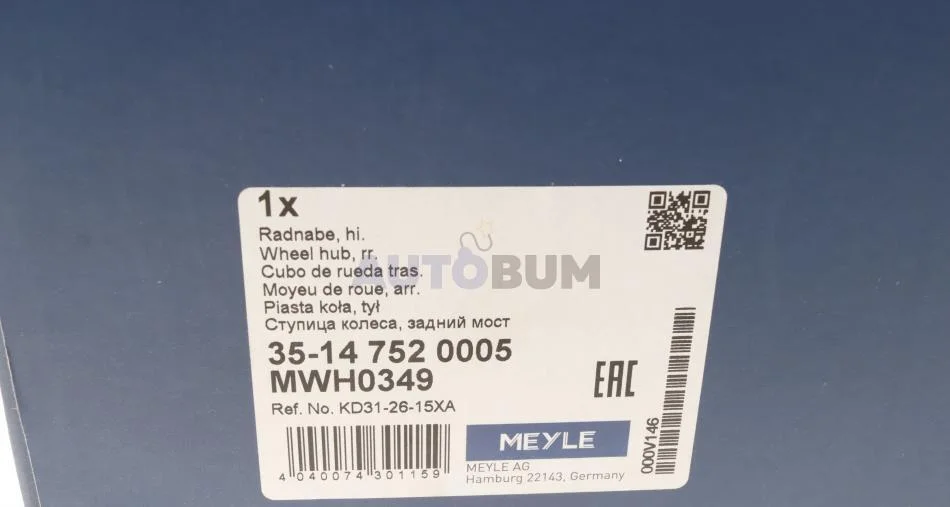 1x
Radnabe, hi.
Wheel hub, rr.
Cubo de rueda tras.
Moyeu de roue, arr.
Piasta koła, tył
Ступица колеса, задний мост
35-14 752 0005
MWH0349
Ref. No. KD31-26-15XA
4 040074 301159
MEYLE
MEYLE AG
Hamburg 22143, Germany
EAC
000V146
AUTOBUM